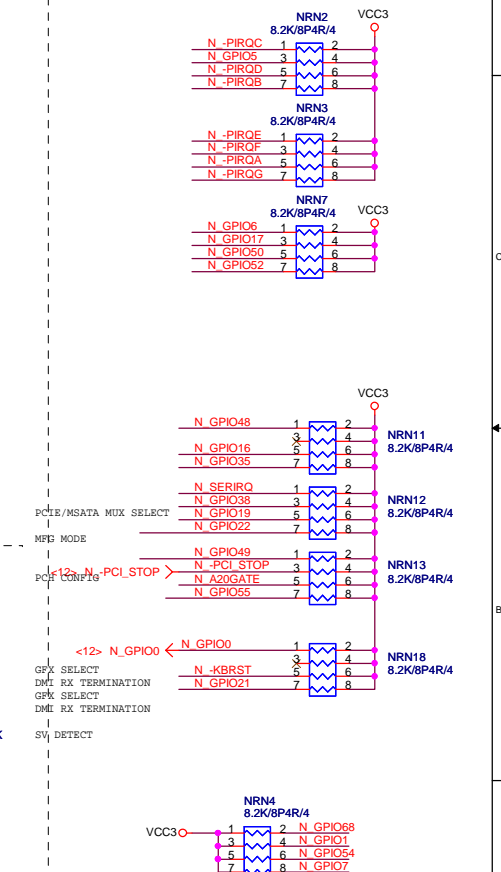 NRN2
8.2K/8P4R/4
VCC3
N_-PIRQC 1 2
N_GPIO5 3 4
N_-PIRQD 5 6
N_-PIRQB 7 8
NRN3
8.2K/8P4R/4
N_-PIRQE 1 2
N_-PIRQF 3 4
N_-PIRQA 5 6
N_-PIRQG 7 8
NRN7
8.2K/8P4R/4
VCC3
N_GPIO6 1 2
N_GPIO17 3 4
N_GPIO50 5 6
N_GPIO52 7 8
C
VCC3
N_GPIO48 1 2
3 4
N_GPIO16 5 6
N_GPIO35 7 8
NRN11
8.2K/8P4R/4
N_SERIRQ 1 2
N_GPIO38 3 4
PCIE/MSATA MUX SELECT N_GPIO19 5 6
N_GPIO22 7 8
NRN12
8.2K/8P4R/4
MFG MODE
N_GPIO49 1 2
<12> N_-PCI_STOP N_-PCI_STOP 3 4
PCH CONFIG N_A20GATE 5 6
N_GPIO55 7 8
NRN13
8.2K/8P4R/4
B
<12> N_GPIO0 N_GPIO0 1 2
3 4
N_-KBRST 5 6
N_GPIO21 7 8
NRN18
8.2K/8P4R/4
GFX SELECT
DMI RX TERMINATION
GFX SELECT
DMI RX TERMINATION
SV DETECT
NRN4
8.2K/8P4R/4
VCC3 1 2 N_GPIO68
3 4 N_GPIO1
5 6 N_GPIO54
7 8 N_GPIO7